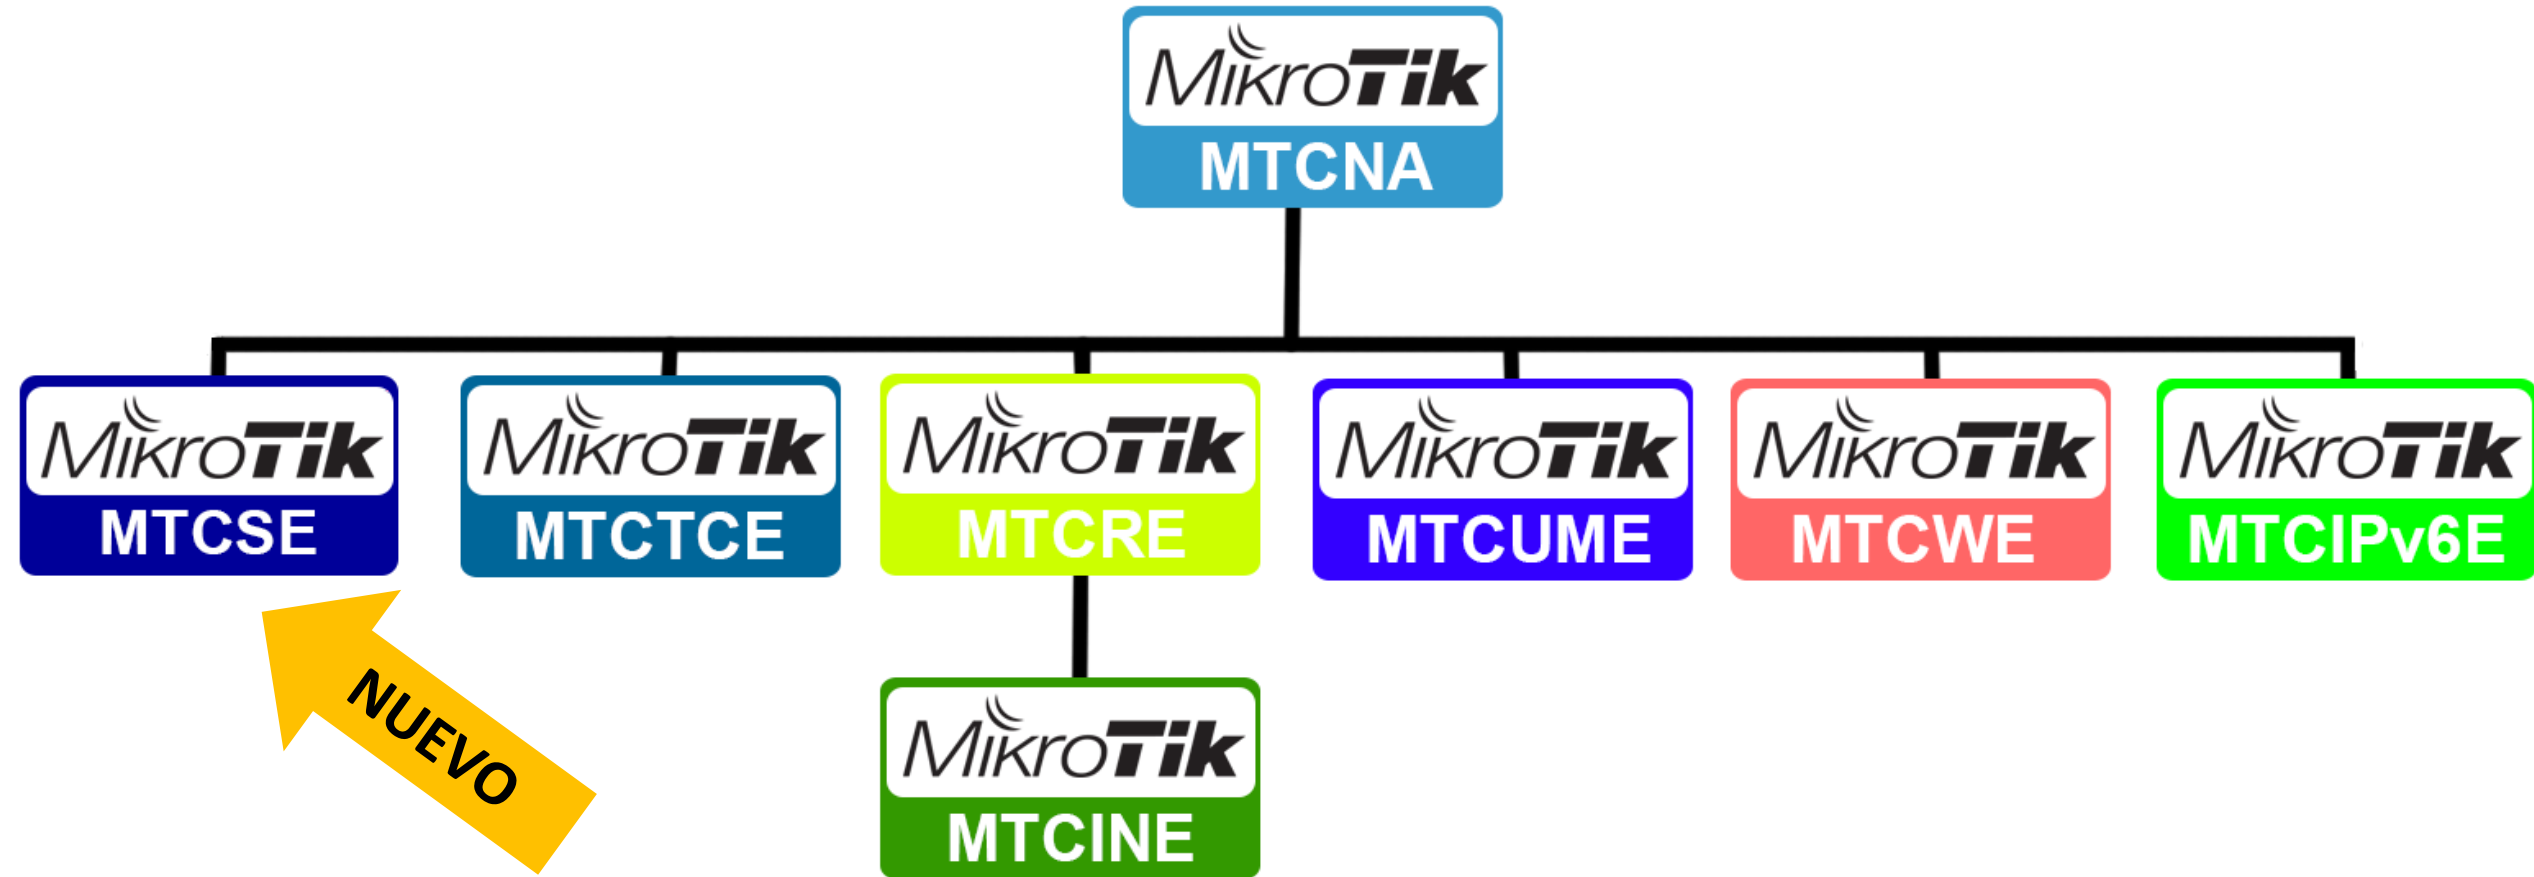 MikroTik
MTCNA
MikroTik
MTCSE
MikroTik
MTCTCE
MikroTik
MTCRE
MikroTik
MTCUME
MikroTik
MTCWE
MikroTik
MTCIPv6E
NUEVO
MikroTik
MTCINE